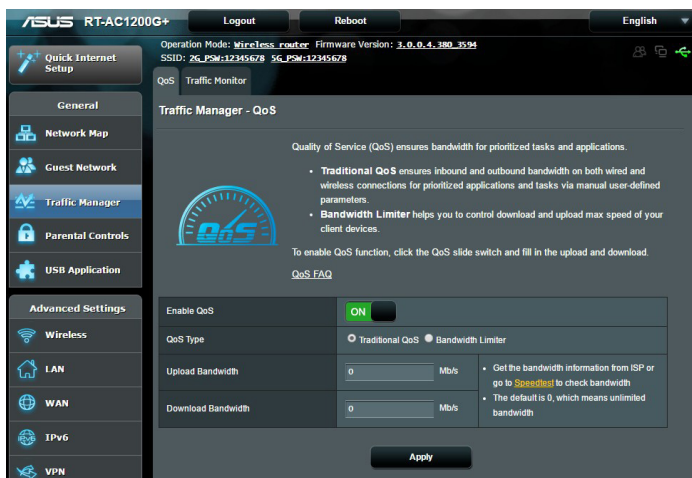 ASUS RT-AC1200G+ Logout Reboot English
Quick Internet Setup
Operation Mode: Wireless router Firmware Version: 3.0.0.4.380_3594
SSID: 2G_PSW:12345678 5G_PSW:12345678
QoS Traffic Monitor
General
Network Map
Guest Network
Traffic Manager
Parental Controls
USB Application
Advanced Settings
Wireless
LAN
WAN
IPv6
VPN
Traffic Manager - QoS
QoS
Quality of Service (QoS) ensures bandwidth for prioritized tasks and applications.
• Traditional QoS ensures inbound and outbound bandwidth on both wired and
wireless connections for prioritized applications and tasks via manual user-defined
parameters.
• Bandwidth Limiter helps you to control download and upload max speed of your
client devices.
To enable QoS function, click the QoS slide switch and fill in the upload and download.
QoS FAQ
Enable QoS ON
QoS Type Traditional QoS Bandwidth Limiter
Upload Bandwidth 0 Mb/s
Download Bandwidth 0 Mb/s
• Get the bandwidth information from ISP or
go to Speedtest to check bandwidth
• The default is 0, which means unlimited
bandwidth
Apply